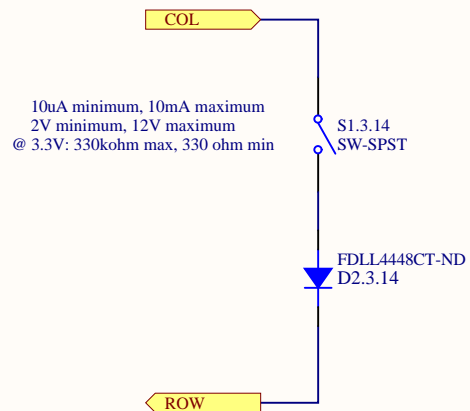 COL
10uA minimum, 10mA maximum
2V minimum, 12V maximum
@ 3.3V: 330kohm max, 330 ohm min
S1.3.14
SW-SPST
FDLL4448CT-ND
D2.3.14
ROW